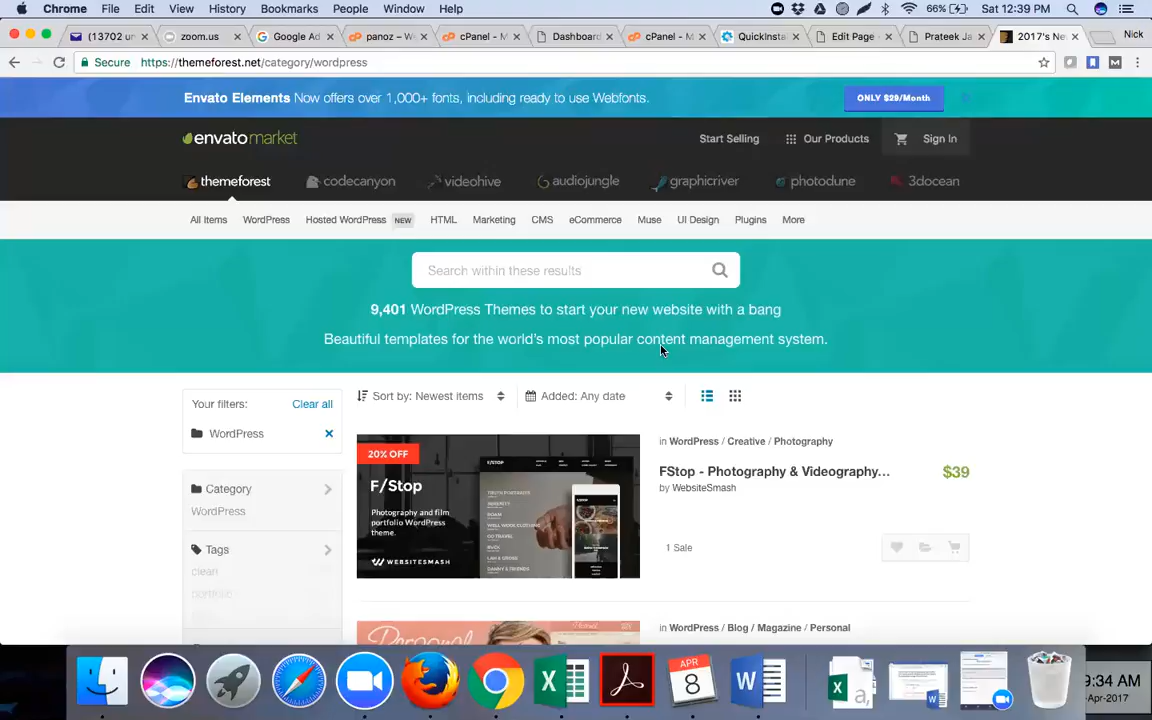 Chrome File Edit View History Bookmarks People Window Help 66% Sat 12:39 PM
(13702 un zoom.us Google Ad panoz – W cPanel - M Dashboard cPanel - M QuickInsta Edit Page Prateek Ja 2017's Ne Nick
Secure https://themeforest.net/category/wordpress
Envato Elements Now offers over 1,000+ fonts, including ready to use Webfonts. ONLY $29/Month
envato market Start Selling Our Products Sign In
themeforest codecanyon videohive audiojungle graphicriver photodune 3docean
All Items WordPress Hosted WordPress NEW HTML Marketing CMS eCommerce Muse UI Design Plugins More
Search within these results
9,401 WordPress Themes to start your new website with a bang
Beautiful templates for the world's most popular content management system.
Your filters: Clear all
WordPress
Category
WordPress
Tags
clean
portfolio
Sort by: Newest items Added: Any date
20% OFF
F/Stop
Photography and film
portfolio WordPress
theme.
WEBSITESMASH
in WordPress / Creative / Photography
FStop - Photography & Videography... $39
by WebsiteSmash
1 Sale
Personal
in WordPress / Blog / Magazine / Personal
APR
8
9:34 AM
-Apr-2017